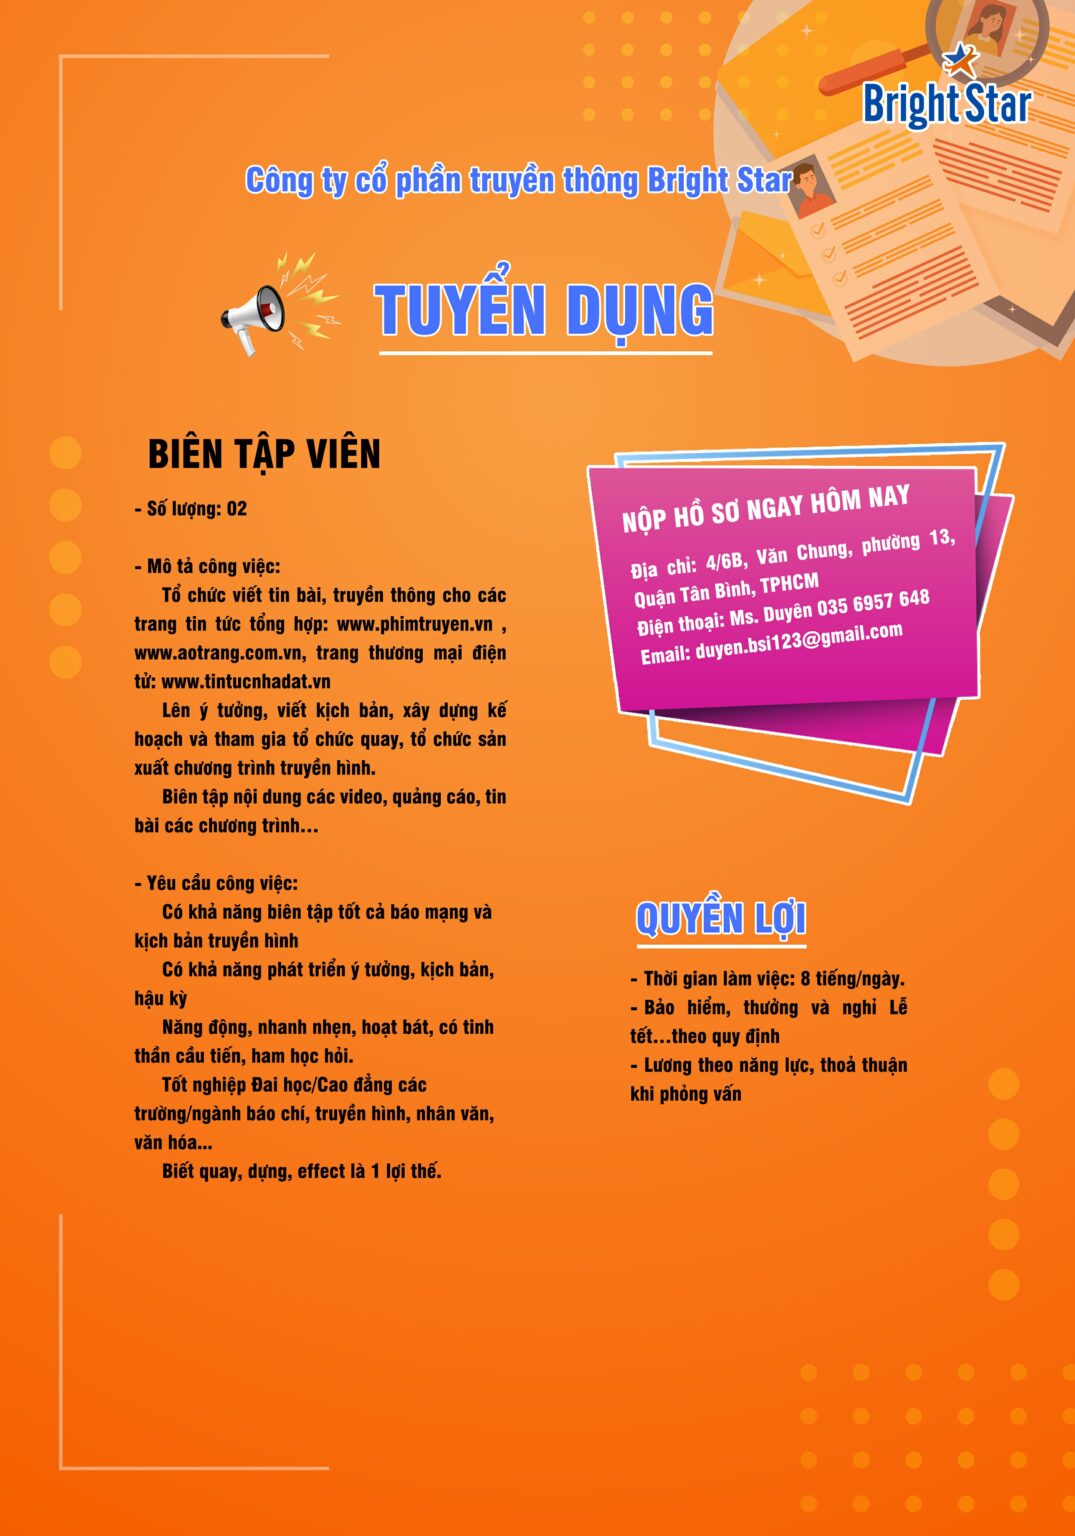 Bright Star
Công ty cổ phần truyền thông Bright Star
TUYỂN DỤNG
BIÊN TẬP VIÊN
- Số lượng: 02
- Mô tả công việc:
Tổ chức viết tin bài, truyền thông cho các
trang tin tức tổng hợp: www.phimtruyen.vn ,
www.aotrang.com.vn, trang thương mại điện
tử: www.tintucnhadat.vn
Lên ý tưởng, viết kịch bản, xây dựng kế
hoạch và tham gia tổ chức quay, tổ chức sản
xuất chương trình truyền hình.
Biên tập nội dung các video, quảng cáo, tin
bài các chương trình...
- Yêu cầu công việc:
Có khả năng biên tập tốt cả báo mạng và
kịch bản truyền hình
Có khả năng phát triển ý tưởng, kịch bản,
hậu kỳ
Năng động, nhanh nhẹn, hoạt bát, có tinh
thần cầu tiến, ham học hỏi.
Tốt nghiệp Đai học/Cao đẳng các
trường/ngành báo chí, truyền hình, nhân văn,
văn hóa...
Biết quay, dựng, effect là 1 lợi thế.
NỘP HỒ SƠ NGAY HÔM NAY
Địa chỉ: 4/6B, Văn Chung, phường 13,
Quận Tân Bình, TPHCM
Điện thoại: Ms. Duyên 035 6957 648
Email: duyen.bsi123@gmail.com
QUYỀN LỢI
- Thời gian làm việc: 8 tiếng/ngày.
- Bảo hiểm, thưởng và nghỉ Lễ
tết...theo quy định
- Lương theo năng lực, thoả thuận
khi phỏng vấn